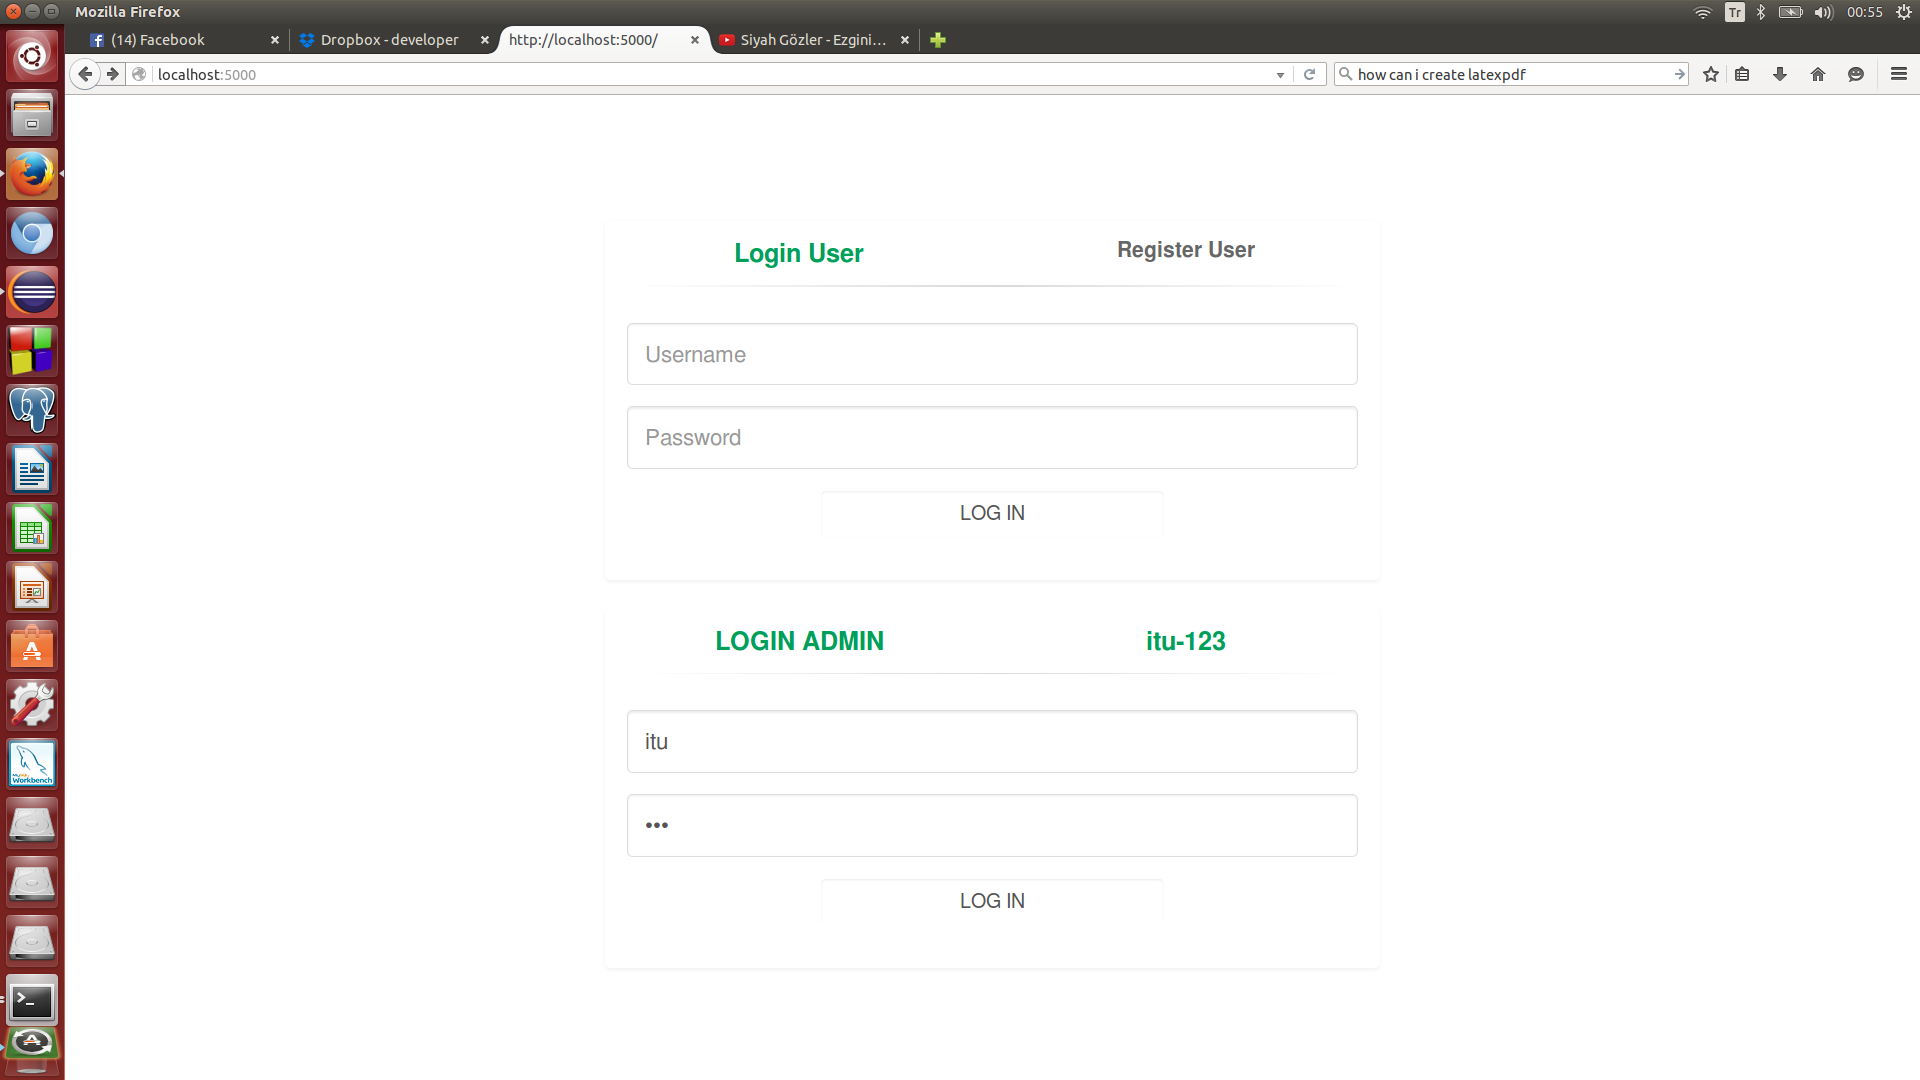 Mozilla Firefox
Tr
00:55
(14) Facebook
Dropbox - developer
http://localhost:5000/
Siyah Gözler - Ezgini...
localhost:5000
how can i create latexpdf
Login User
Register User
Username
Password
LOG IN
LOGIN ADMIN
itu-123
itu
•••
LOG IN
Workbench